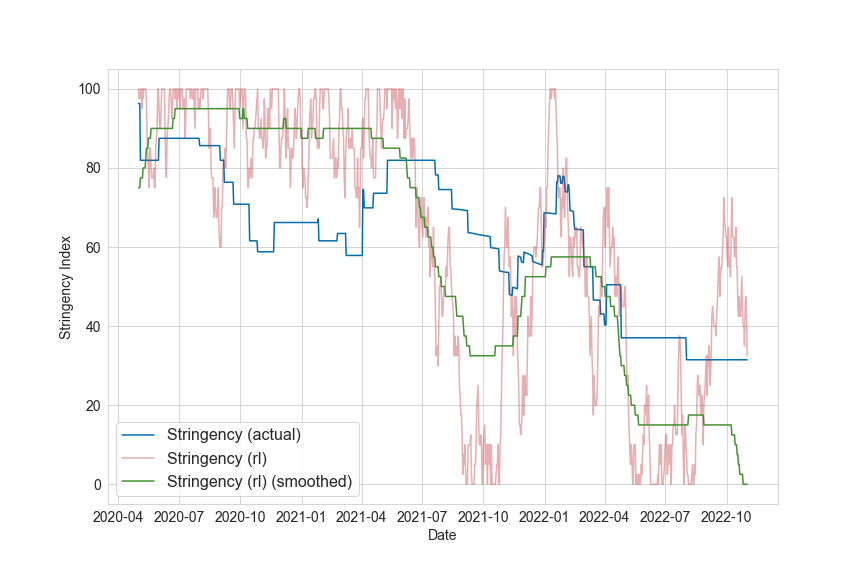 100
80
60
40
20
0
Stringency Index
Stringency (actual)
Stringency (rl)
Stringency (rl) (smoothed)
2020-04 2020-07 2020-10 2021-01 2021-04 2021-07 2021-10 2022-01 2022-04 2022-07 2022-10
Date